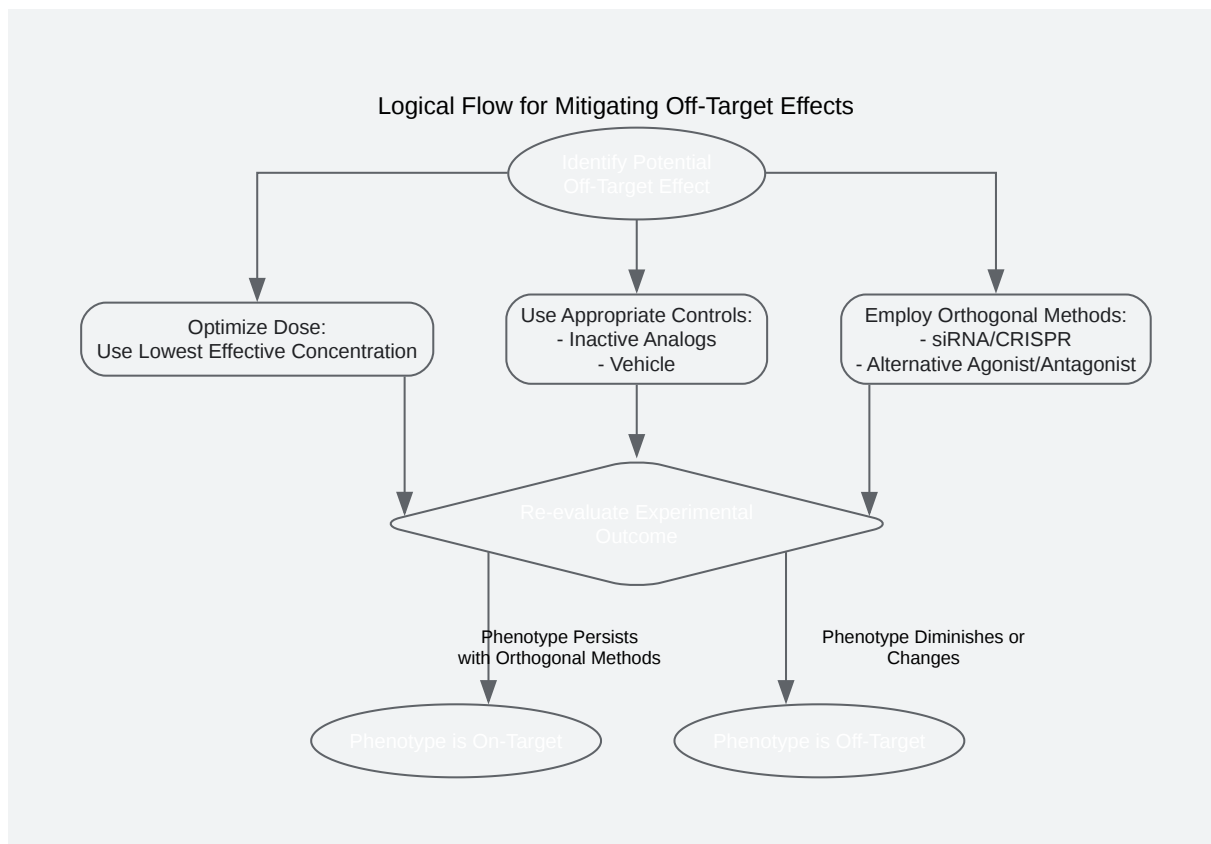 Logical Flow for Mitigating Off-Target Effects
Identify Potential
Off-Target Effect
Optimize Dose:
Use Lowest Effective Concentration
Use Appropriate Controls:
- Inactive Analogs
- Vehicle
Employ Orthogonal Methods:
- siRNA/CRISPR
- Alternative Agonist/Antagonist
Re-evaluate Experimental
Outcome
Phenotype Persists
with Orthogonal Methods
Phenotype Diminishes or
Changes
Phenotype is On-Target
Phenotype is Off-Target